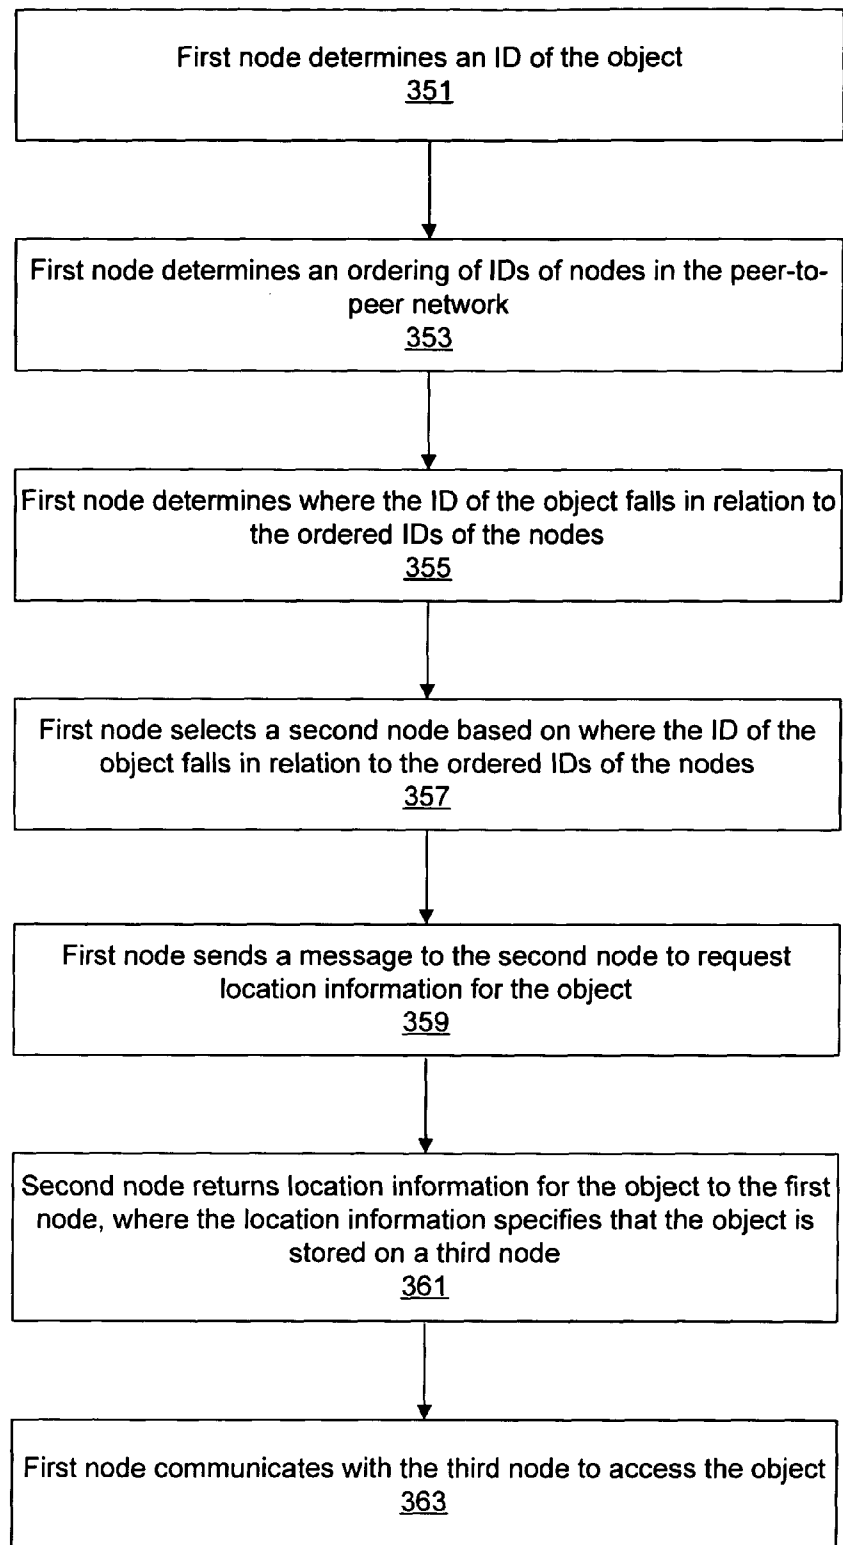 First node determines an ID of the object
351
First node determines an ordering of IDs of nodes in the peer-to-
peer network
353
First node determines where the ID of the object falls in relation to
the ordered IDs of the nodes
355
First node selects a second node based on where the ID of the
object falls in relation to the ordered IDs of the nodes
357
First node sends a message to the second node to request
location information for the object
359
Second node returns location information for the object to the first
node, where the location information specifies that the object is
stored on a third node
361
First node communicates with the third node to access the object
363